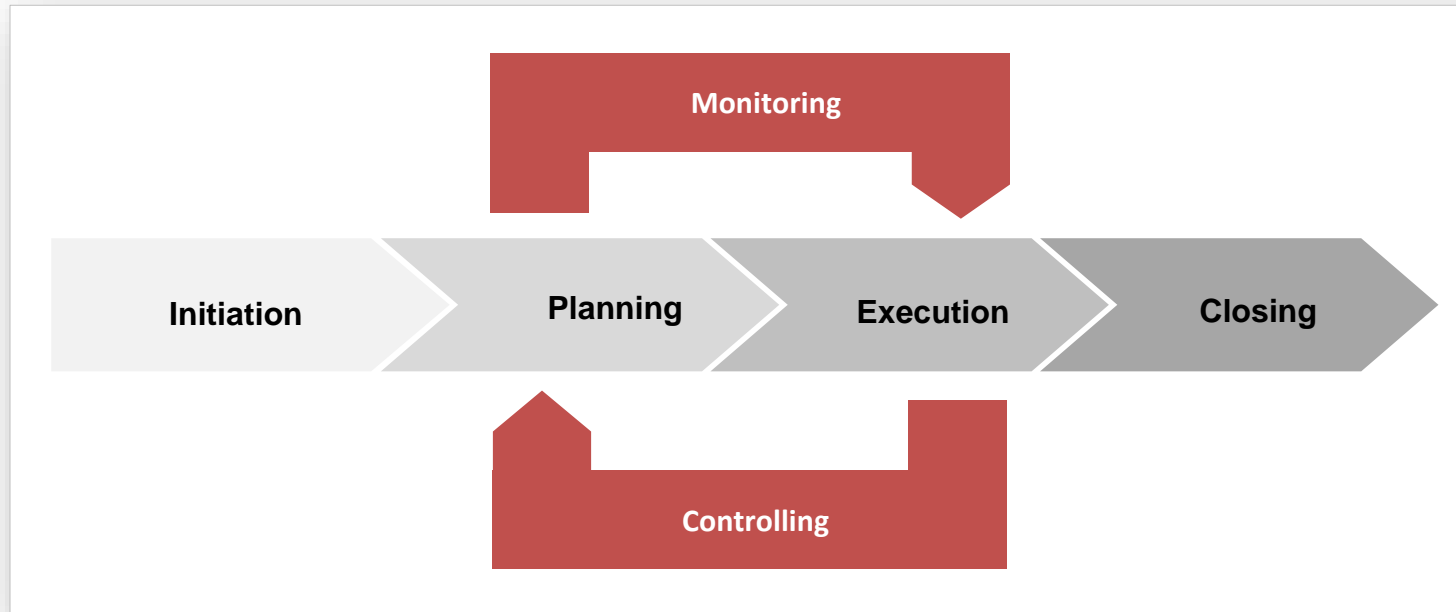 Monitoring
Initiation
Planning
Execution
Closing
Controlling